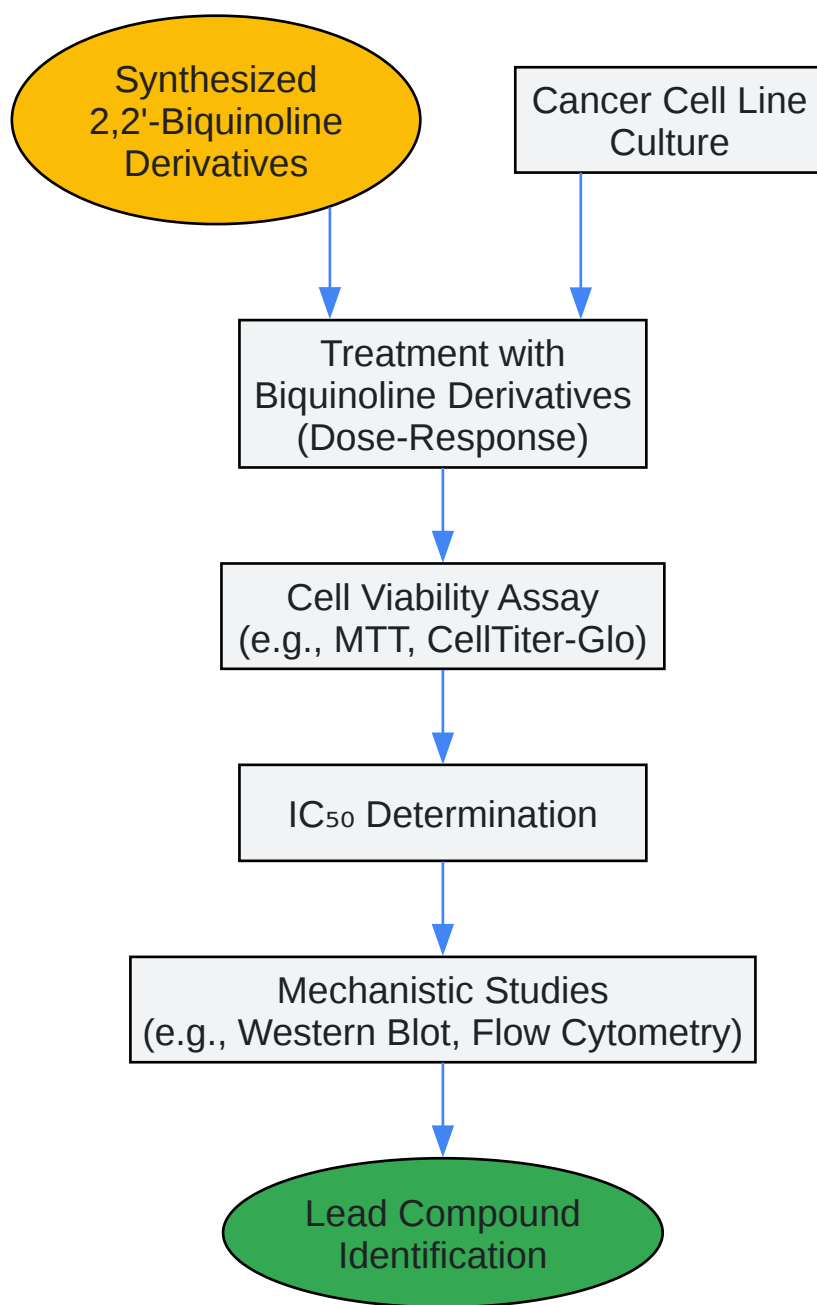 Synthesized
2,2'-Biquinoline
Derivatives
Cancer Cell Line
Culture
Treatment with
Biquinoline Derivatives
(Dose-Response)
Cell Viability Assay
(e.g., MTT, CellTiter-Glo)
IC₅₀ Determination
Mechanistic Studies
(e.g., Western Blot, Flow Cytometry)
Lead Compound
Identification